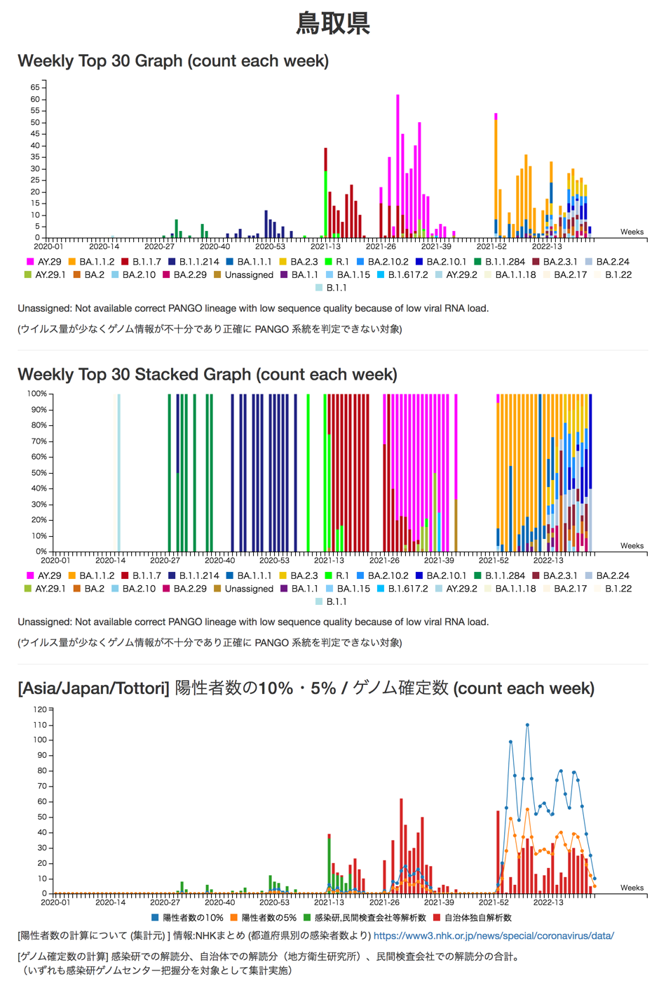 鳥取県
Weekly Top 30 Graph (count each week)
65
60
55
50
45
40
35
30
25
20
15
10
5
0
Weeks
2020-01 2020-14 2020-27 2020-40 2020-53 2021-13 2021-26 2021-39 2021-52 2022-13
AY.29 BA.1.1.2 B.1.1.7 B.1.1.214 BA.1.1.1 BA.2.3 R.1 BA.2.10.2 BA.2.10.1 B.1.1.284 BA.2.3.1 BA.2.24
AY.29.1 BA.2 BA.2.10 BA.2.29 Unassigned BA.1.1 BA.1.15 B.1.617.2 AY.29.2 BA.1.1.18 BA.2.17 B.1.22
B.1.1
Unassigned: Not available correct PANGO lineage with low sequence quality because of low viral RNA load.
(ウイルス量が少なくゲノム情報が不十分であり正確に PANGO 系統を判定できない対象)
Weekly Top 30 Stacked Graph (count each week)
100%
90%
80%
70%
60%
50%
40%
30%
20%
10%
0%
Weeks
2020-01 2020-14 2020-27 2020-40 2020-53 2021-13 2021-26 2021-39 2021-52 2022-13
AY.29 BA.1.1.2 B.1.1.7 B.1.1.214 BA.1.1.1 BA.2.3 R.1 BA.2.10.2 BA.2.10.1 B.1.1.284 BA.2.3.1 BA.2.24
AY.29.1 BA.2 BA.2.10 BA.2.29 Unassigned BA.1.1 BA.1.15 B.1.617.2 AY.29.2 BA.1.1.18 BA.2.17 B.1.22
B.1.1
Unassigned: Not available correct PANGO lineage with low sequence quality because of low viral RNA load.
(ウイルス量が少なくゲノム情報が不十分であり正確に PANGO 系統を判定できない対象)
[Asia/Japan/Tottori] 陽性者数の10%・5% / ゲノム確定数 (count each week)
120
110
100
90
80
70
60
50
40
30
20
10
0
Weeks
2020-01 2020-14 2020-27 2020-40 2020-53 2021-13 2021-26 2021-39 2021-52 2022-13
陽性者数の10% 陽性者数の5% 感染研,民間検査会社等解析数 自治体独自解析数
[陽性者数の計算について (集計元) ] 情報:NHKまとめ (都道府県別の感染者数より) https://www3.nhk.or.jp/news/special/coronavirus/data/
[ゲノム確定数の計算] 感染研での解読分、自治体での解読分（地方衛生研究所）、民間検査会社での解読分の合計。
（いずれも感染研ゲノムセンター把握分を対象として集計実施）